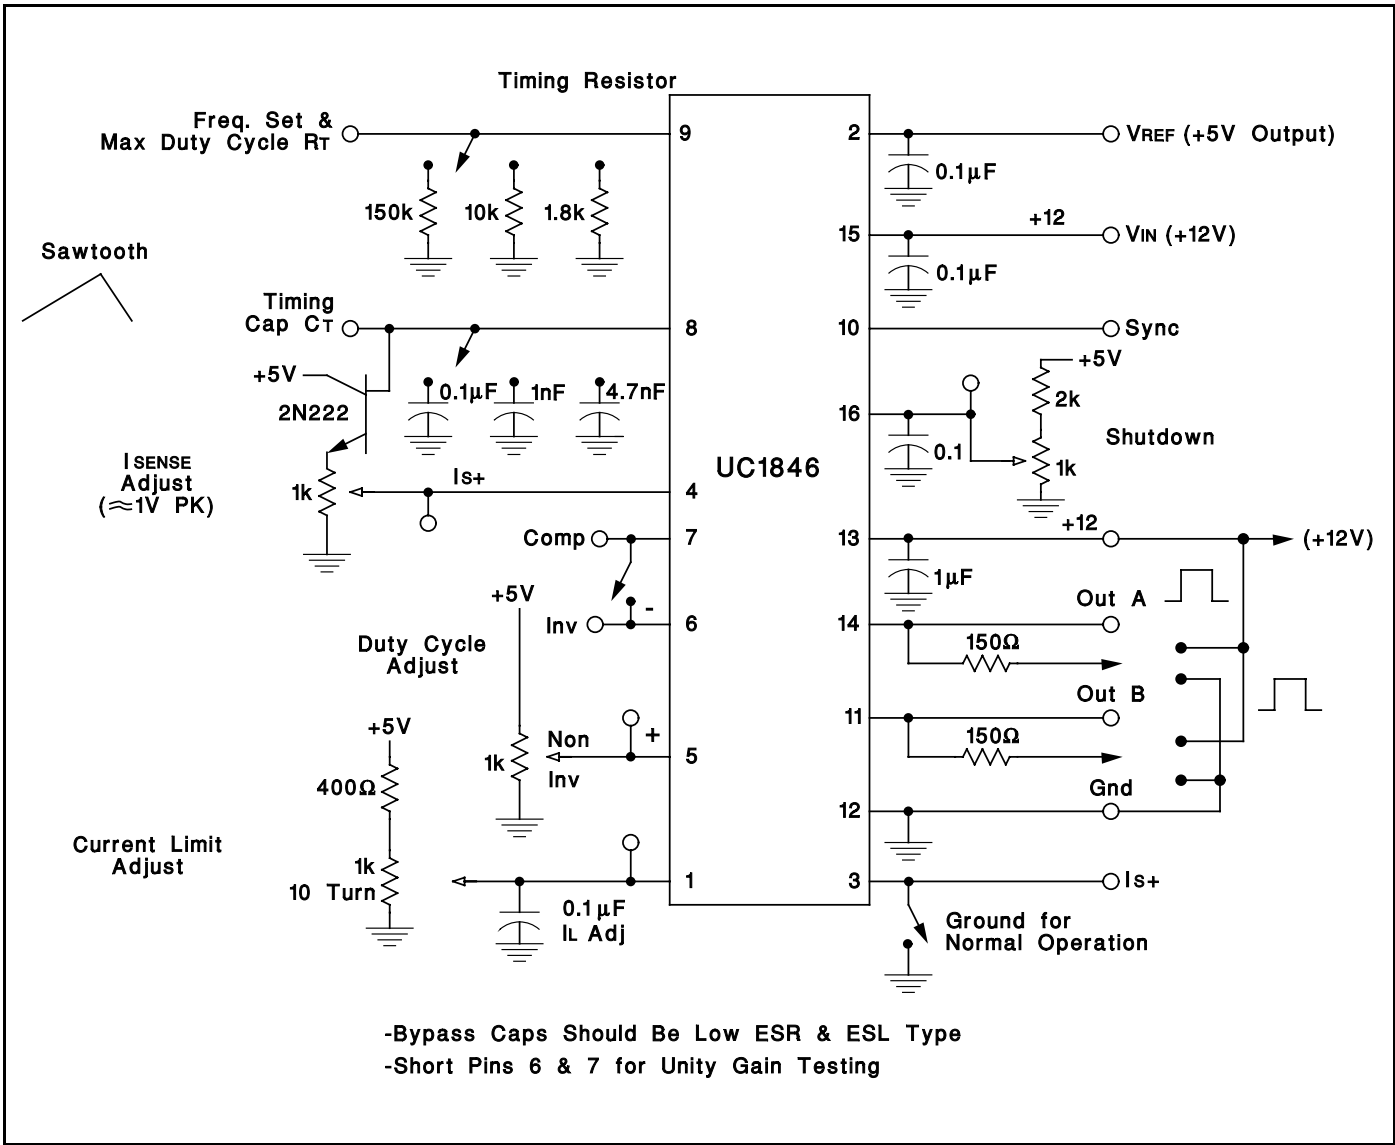 Timing Resistor
Freq. Set &
Max Duty Cycle RT
9
150k
10k
1.8k
Sawtooth
Timing
Cap CT
8
+5V
2N222
0.1µF
1nF
4.7nF
I SENSE
Adjust
(≈1V PK)
1k
IS+
4
UC1846
Comp
7
+5V
Inv
-
6
Duty Cycle
Adjust
+5V
1k
Non
Inv
+
5
400Ω
Current Limit
Adjust
1k
10 Turn
1
0.1µF
IL Adj
2
VREF (+5V Output)
0.1µF
15
+12
VIN (+12V)
0.1µF
10
Sync
+5V
2k
16
0.1
Shutdown
1k
13
+12
(+12V)
1µF
Out A
14
150Ω
Out B
11
150Ω
Gnd
12
3
IS+
Ground for
Normal Operation
-Bypass Caps Should Be Low ESR & ESL Type
-Short Pins 6 & 7 for Unity Gain Testing